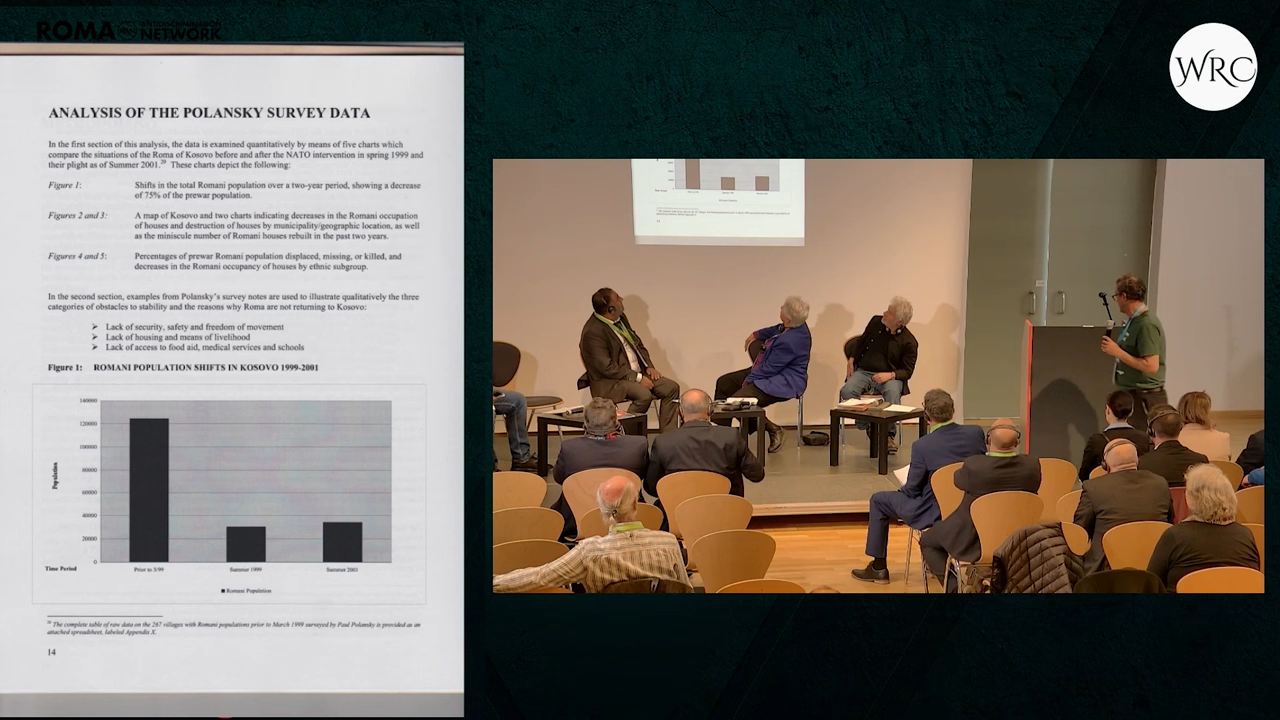 ROMA
NETWORK
WRC
ANALYSIS OF THE POLANSKY SURVEY DATA
In the first section of this analysis, the data is examined quantitatively by means of five charts which
compare the situations of the Roma of Kosovo before and after the NATO intervention in spring 1999 and
their plight as of Summer 2001.²⁹ These charts depict the following:
Figure 1: Shifts in the total Romani population over a two-year period, showing a decrease
of 75% of the prewar population.
Figures 2 and 3: A map of Kosovo and two charts indicating decreases in the Romani occupation
of houses and destruction of houses by municipality/geographic location, as well
as the miniscule number of Romani houses rebuilt in the past two years.
Figures 4 and 5: Percentages of prewar Romani population displaced, missing, or killed, and
decreases in the Romani occupancy of houses by ethnic subgroup.
In the second section, examples from Polansky's survey notes are used to illustrate qualitatively the three
categories of obstacles to stability and the reasons why Roma are not returning to Kosovo:
➢ Lack of security, safety and freedom of movement
➢ Lack of housing and means of livelihood
➢ Lack of access to food aid, medical services and schools
Figure 1: ROMANI POPULATION SHIFTS IN KOSOVO 1999-2001
140000
120000
100000
80000
60000
40000
20000
0
Population
Time Period Prior to 3/99 Summer 1999 Summer 2001
■ Romani Population
²⁹ The complete table of raw data on the 267 villages with Romani populations prior to March 1999 surveyed by Paul Polansky is provided as an
attached spreadsheet, labeled Appendix X.
14